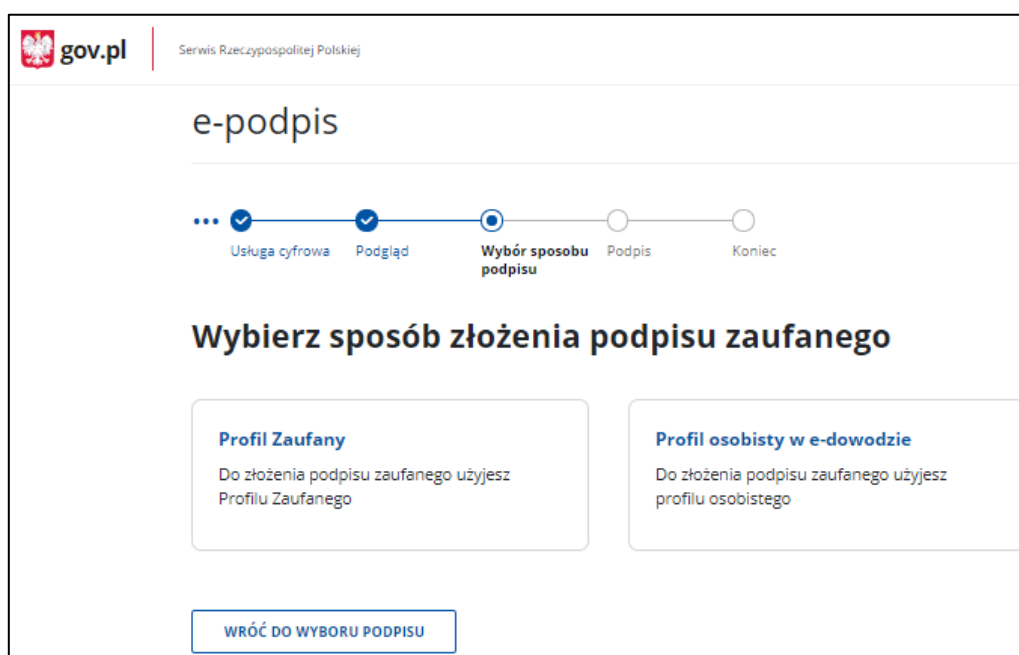 gov.pl
Serwis Rzeczypospolitej Polskiej
e-podpis
Usługa cyfrowa
Podgląd
Wybór sposobu
podpisu
Podpis
Koniec
Wybierz sposób złożenia podpisu zaufanego
Profil Zaufany
Do złożenia podpisu zaufanego użyjesz
Profilu Zaufanego
Profil osobisty w e-dowodzie
Do złożenia podpisu zaufanego użyjesz
profilu osobistego
WRÓĆ DO WYBORU PODPISU